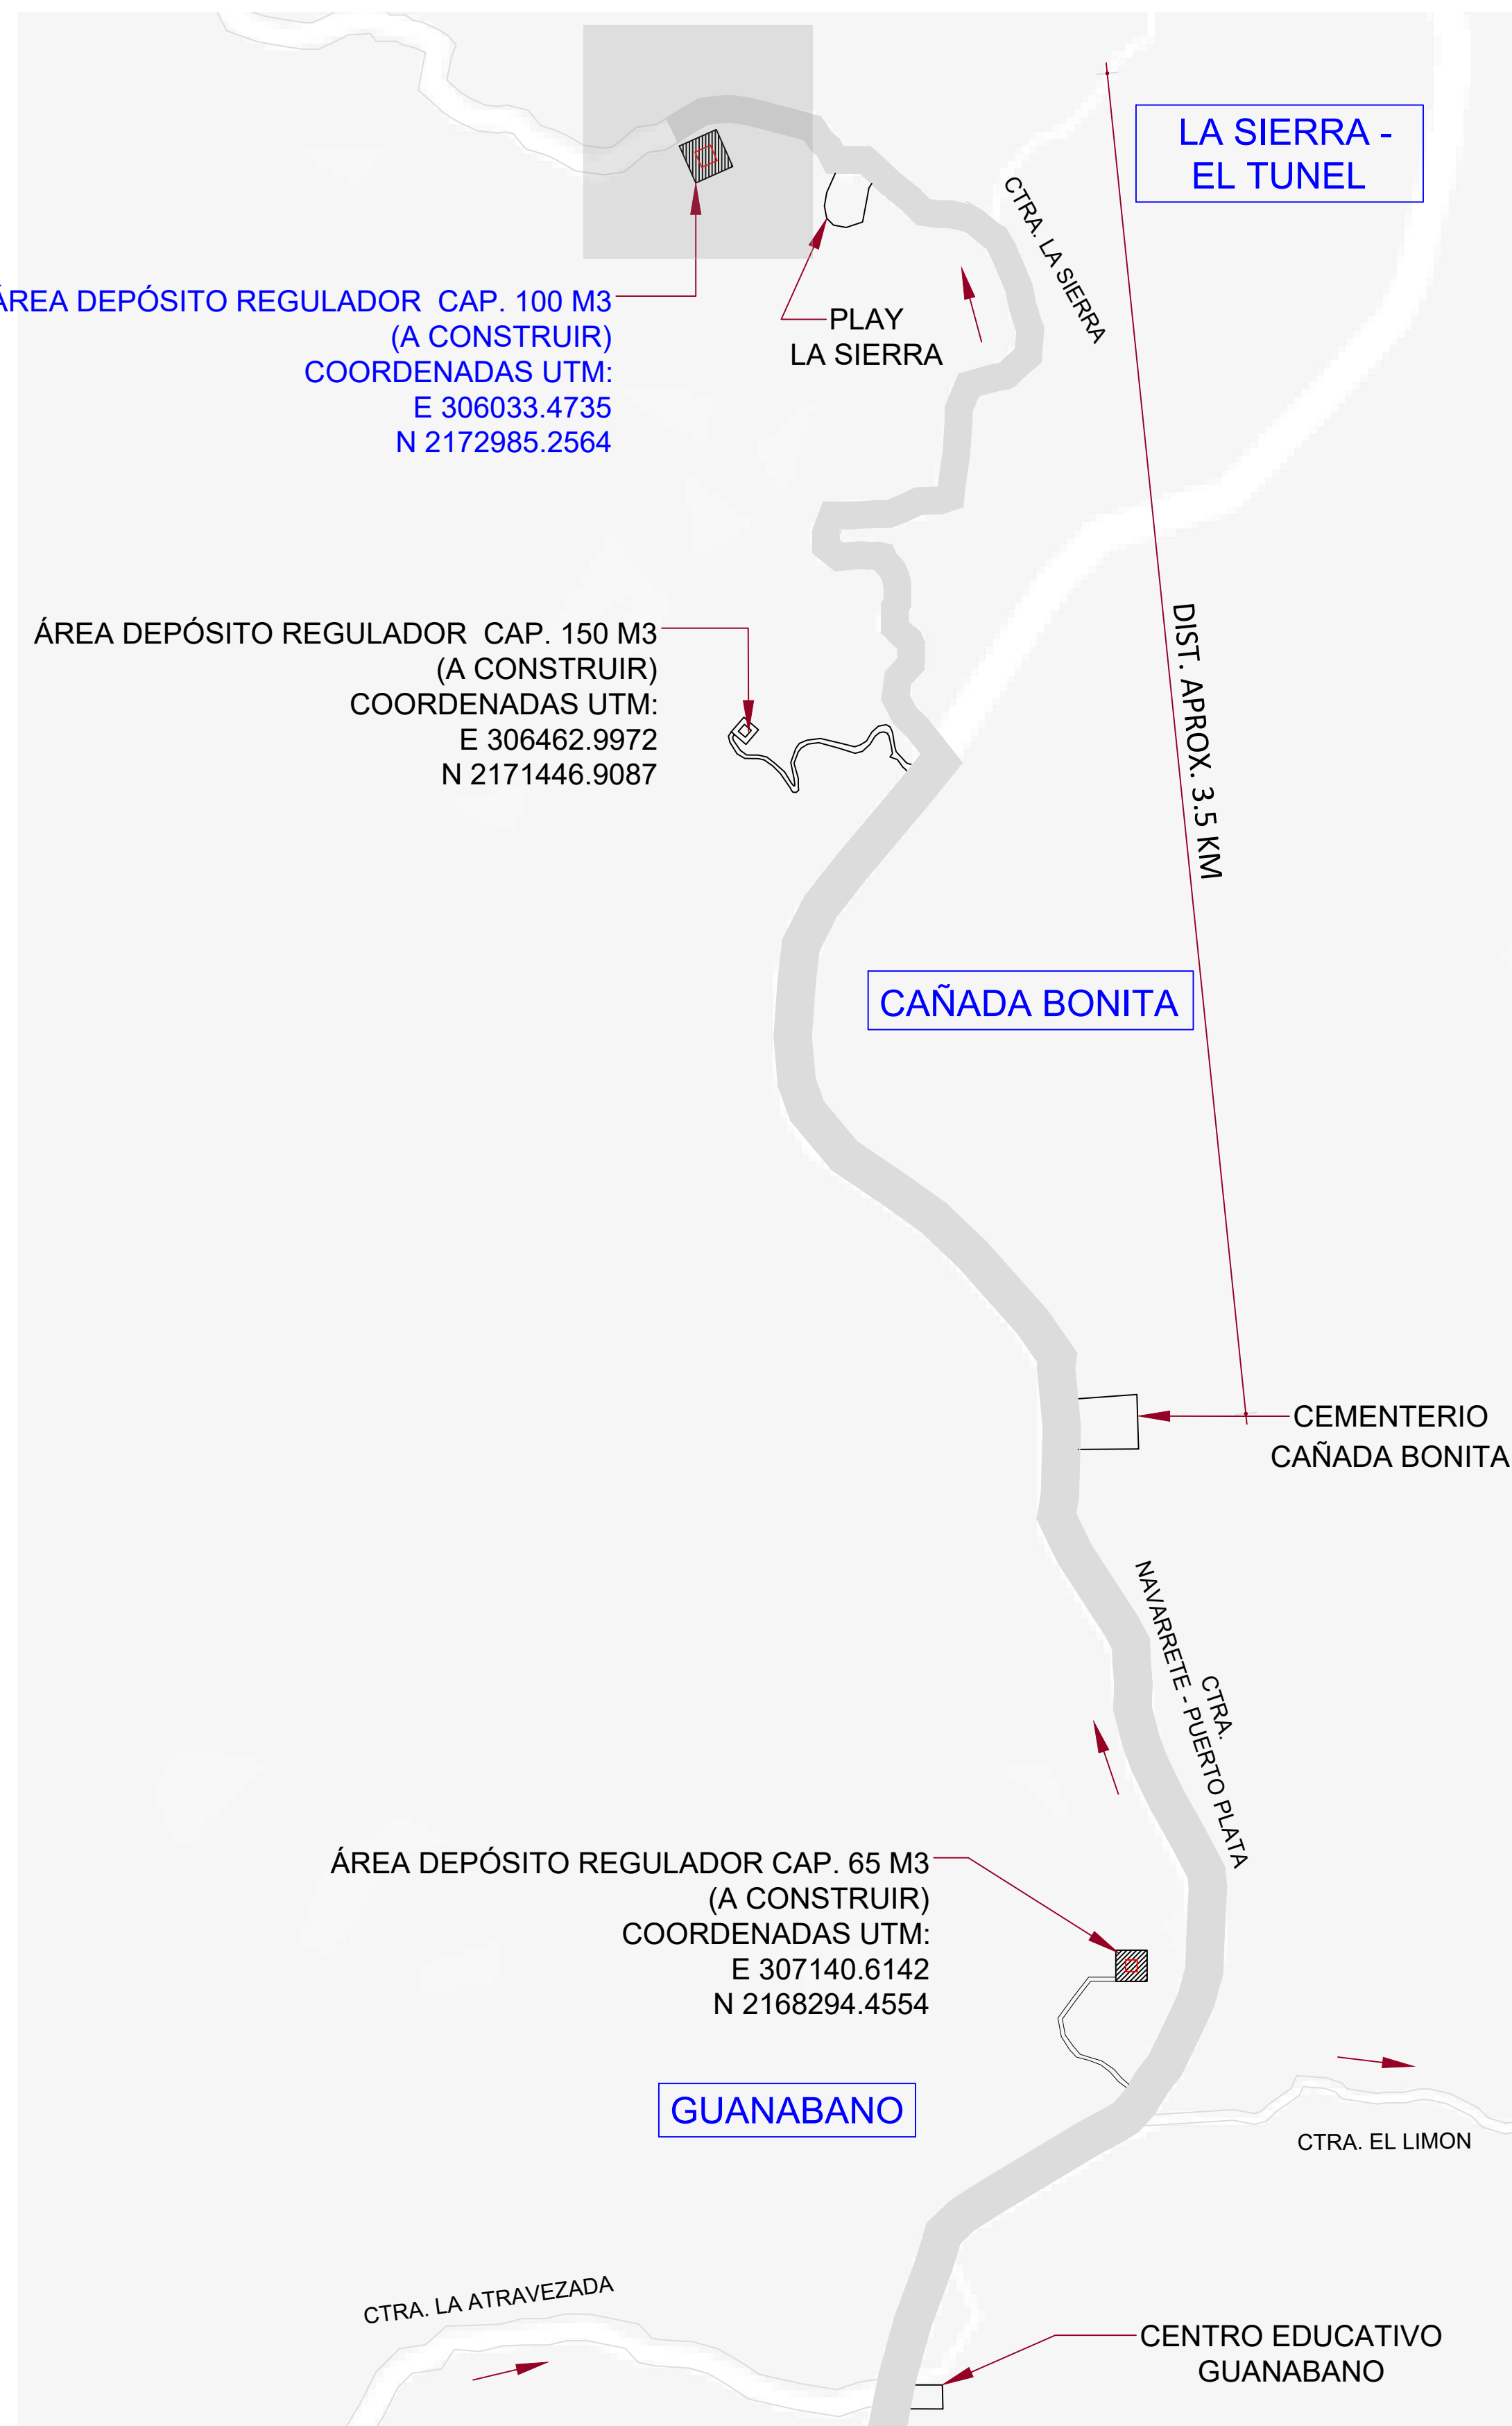 LA SIERRA -
EL TUNEL
CTRA. LA SIERRA
ÁREA DEPÓSITO REGULADOR CAP. 100 M3
(A CONSTRUIR)
COORDENADAS UTM:
E 306033.4735
N 2172985.2564
PLAY
LA SIERRA
ÁREA DEPÓSITO REGULADOR CAP. 150 M3
(A CONSTRUIR)
COORDENADAS UTM:
E 306462.9972
N 2171446.9087
DIST. APROX. 3.5 KM
CAÑADA BONITA
CEMENTERIO
CAÑADA BONITA
CTRA.
NAVARRETE - PUERTO PLATA
ÁREA DEPÓSITO REGULADOR CAP. 65 M3
(A CONSTRUIR)
COORDENADAS UTM:
E 307140.6142
N 2168294.4554
GUANABANO
CTRA. EL LIMON
CTRA. LA ATRAVEZADA
CENTRO EDUCATIVO
GUANABANO